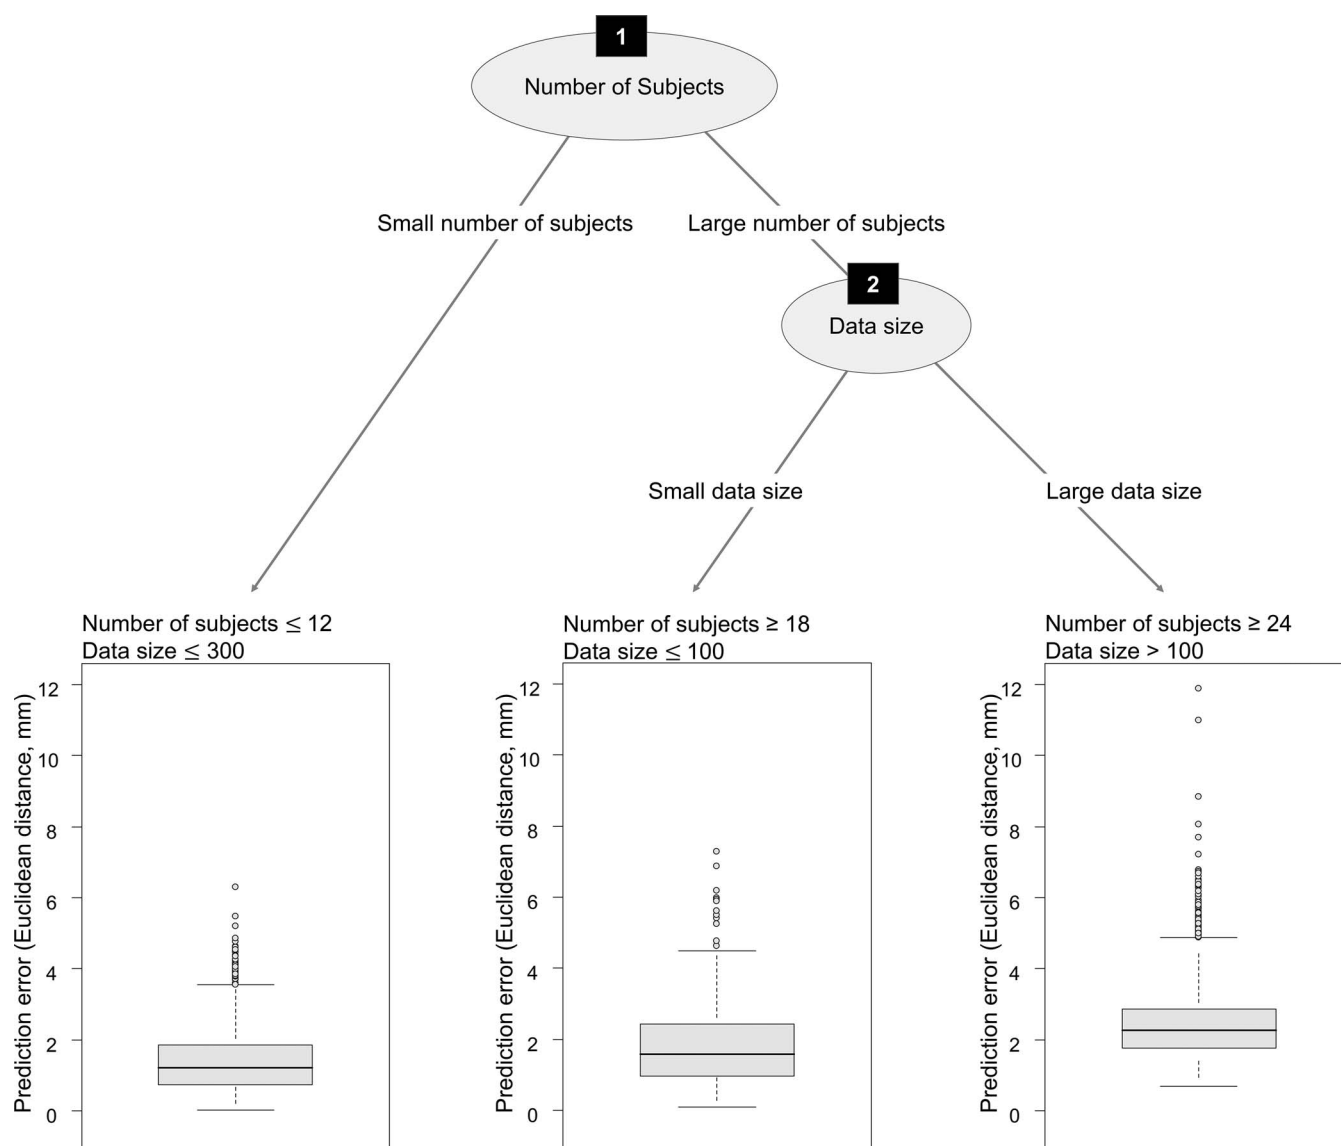 1
Number of Subjects
Small number of subjects
Large number of subjects
2
Data size
Small data size
Large data size
Number of subjects ≤ 12
Data size ≤ 300
Prediction error (Euclidean distance, mm)
12
10
8
6
4
2
0
Number of subjects ≥ 18
Data size ≤ 100
Prediction error (Euclidean distance, mm)
12
10
8
6
4
2
0
Number of subjects ≥ 24
Data size > 100
Prediction error (Euclidean distance, mm)
12
10
8
6
4
2
0